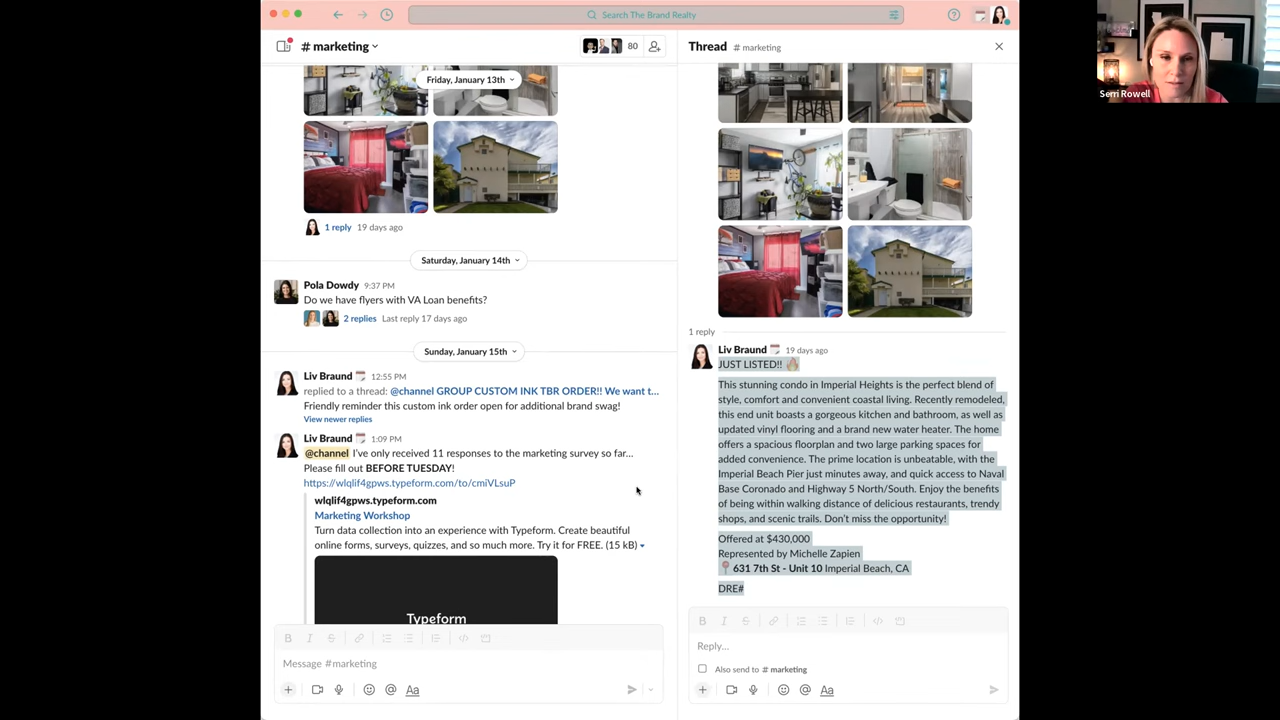 Search The Brand Realty
# marketing
80
Friday, January 13th
1 reply 19 days ago
Saturday, January 14th
Pola Dowdy 9:37 PM
Do we have flyers with VA Loan benefits?
2 replies Last reply 17 days ago
Sunday, January 15th
Liv Braund 12:55 PM
replied to a thread: @channel GROUP CUSTOM INK TBR ORDER!! We want t...
Friendly reminder this custom ink order open for additional brand swag!
View newer replies
Liv Braund 1:09 PM
@channel I've only received 11 responses to the marketing survey so far...
Please fill out BEFORE TUESDAY!
https://wlqlif4gpws.typeform.com/to/cmiVLsuP
wlqlif4gpws.typeform.com
Marketing Workshop
Turn data collection into an experience with Typeform. Create beautiful
online forms, surveys, quizzes, and so much more. Try it for FREE. (15 kB)
Typeform
Message #marketing
Aa
Thread # marketing
1 reply
Liv Braund 19 days ago
JUST LISTED!!
This stunning condo in Imperial Heights is the perfect blend of
style, comfort and convenient coastal living. Recently remodeled,
this end unit boasts a gorgeous kitchen and bathroom, as well as
updated vinyl flooring and a brand new water heater. The home
offers a spacious floorplan and two large parking spaces for
added convenience. The prime location is unbeatable, with the
Imperial Beach Pier just minutes away, and quick access to Naval
Base Coronado and Highway 5 North/South. Enjoy the benefits
of being within walking distance of delicious restaurants, trendy
shops, and scenic trails. Don't miss the opportunity!
Offered at $430,000
Represented by Michelle Zapien
631 7th St - Unit 10 Imperial Beach, CA
DRE#
Reply...
Also send to # marketing
Aa
Serri Rowell